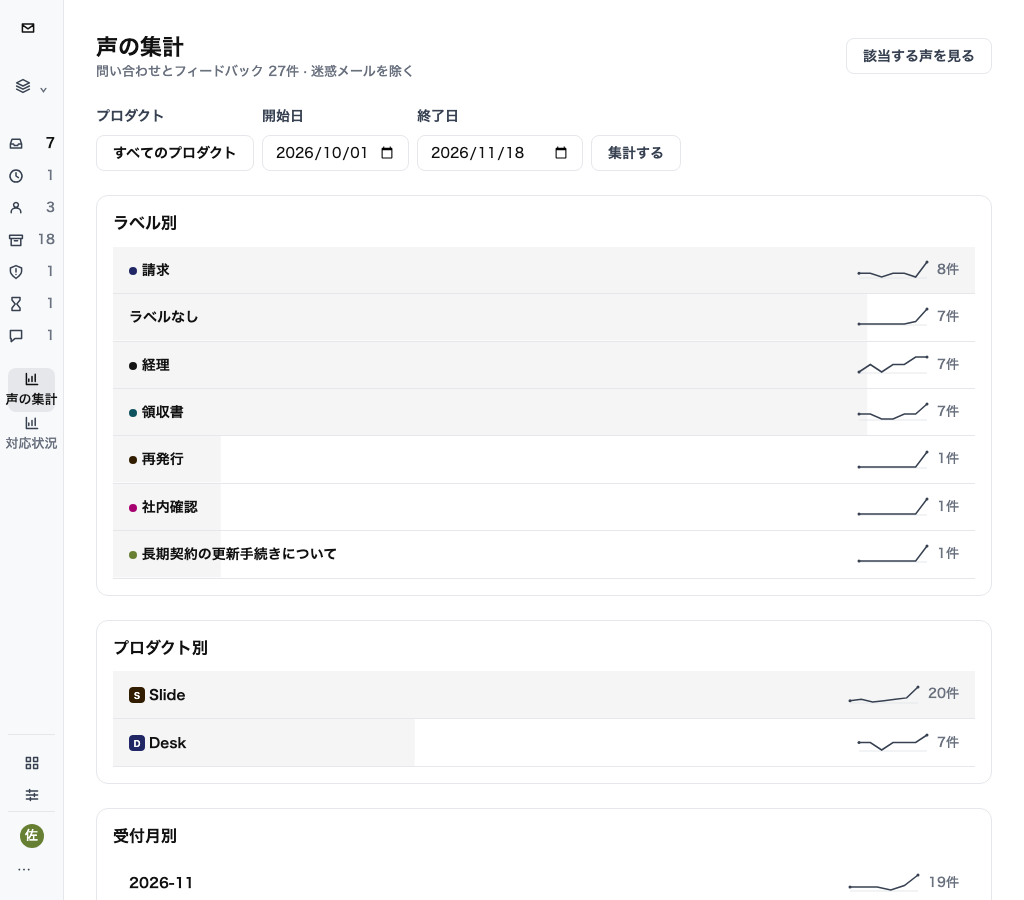 声の集計
問い合わせとフィードバック 27件 · 迷惑メールを除く
該当する声を見る
プロダクト
開始日
終了日
すべてのプロダクト
2026/10/01
2026/11/18
集計する
7
1
3
18
1
1
1
声の集計
対応状況
佐
…
ラベル別
請求 8件
ラベルなし 7件
経理 7件
領収書 7件
再発行 1件
社内確認 1件
長期契約の更新手続きについて 1件
プロダクト別
S Slide 20件
D Desk 7件
受付月別
2026-11 19件